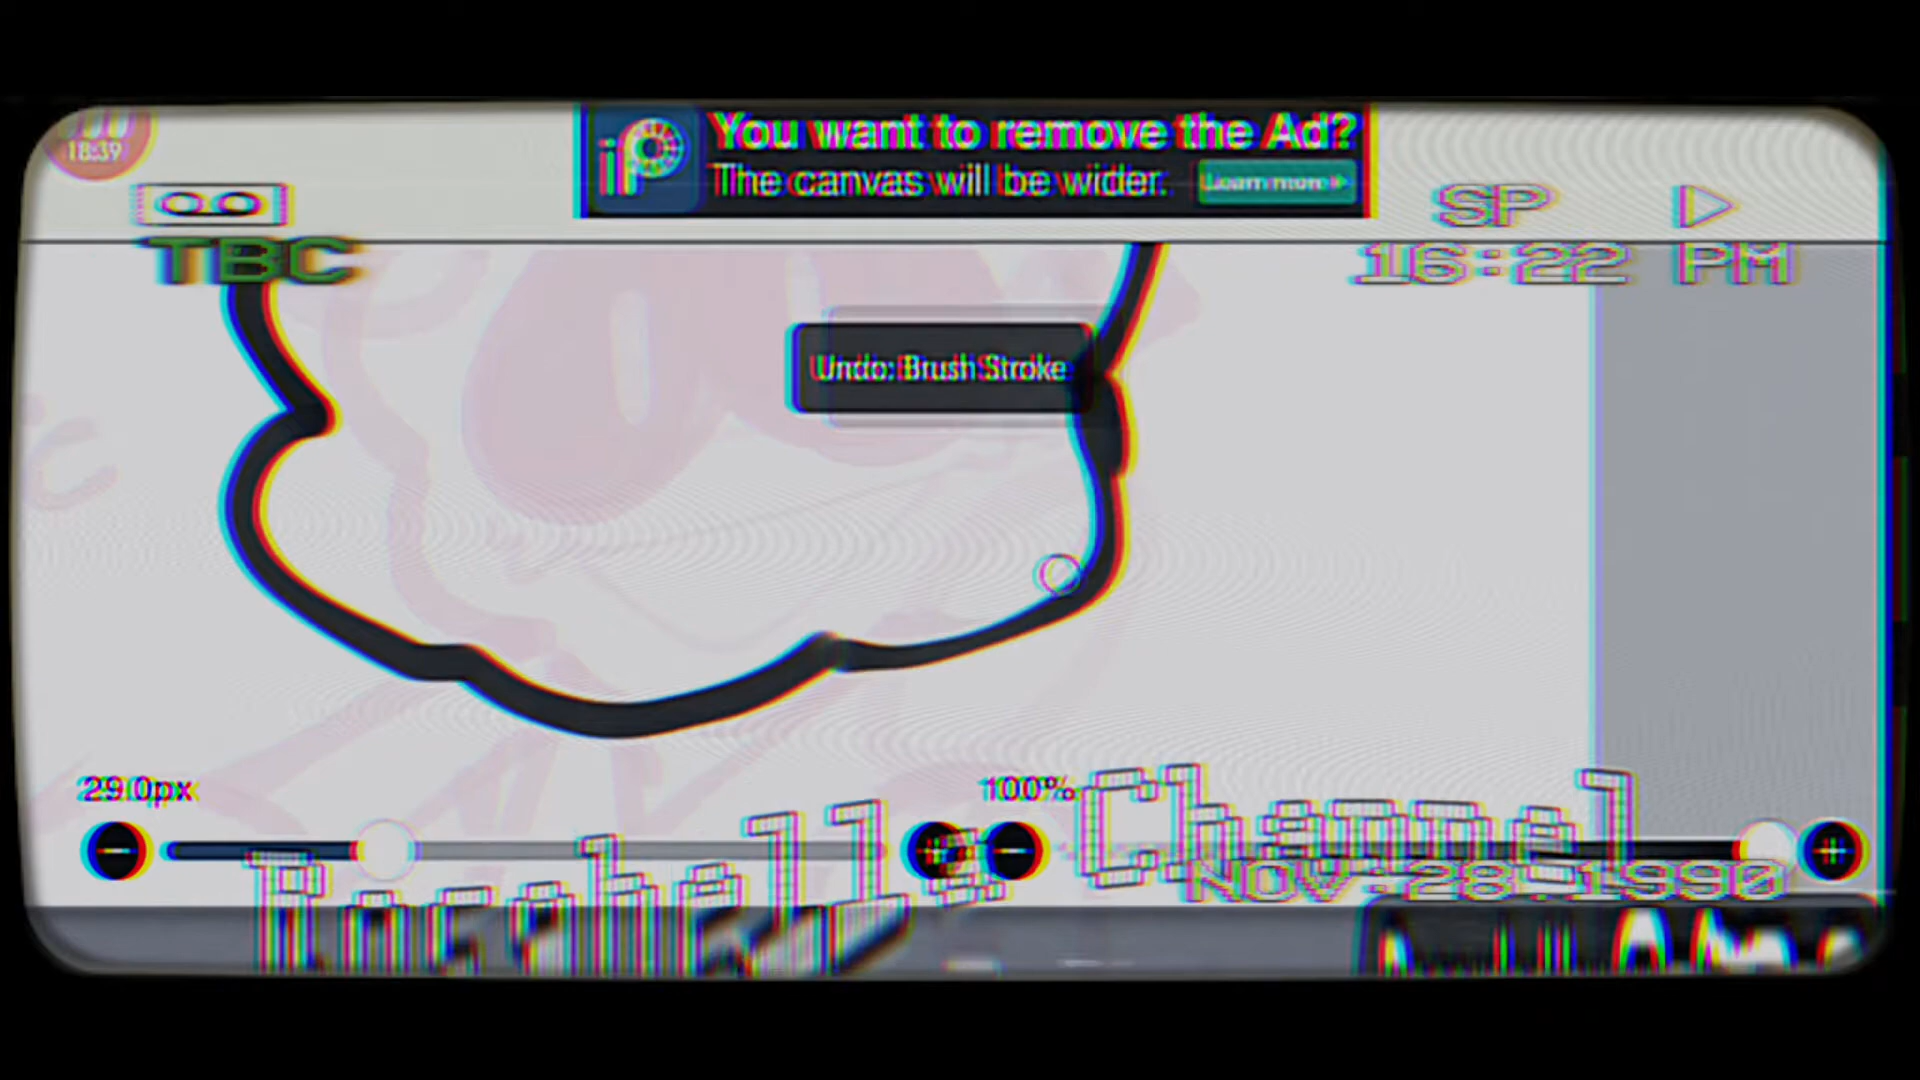 18:39
iP
You want to remove the Ad?
The canvas will be wider.
Learn more
SP
TBC
16:22 PM
Undo: Brush Stroke
29.0px
100%
Channel
NOV.28.1990